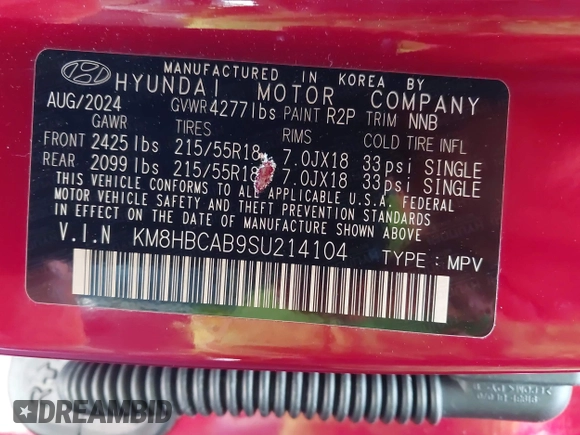 MANUFACTURED IN KOREA BY
HYUNDAI MOTOR COMPANY
AUG/2024 GVWR 4277lbs PAINT R2P TRIM NNB
GAWR TIRES RIMS COLD TIRE INFL
FRONT 2425lbs 215/55R18 7.0JX18 33psi SINGLE
REAR 2099lbs 215/55R18 7.0JX18 33psi SINGLE
THIS VEHICLE CONFORMS TO ALL APPLICABLE U.S.A. FEDERAL
MOTOR VEHICLE SAFETY AND THEFT PREVENTION STANDARDS
IN EFFECT ON THE DATE OF MANUFACTURE SHOWN ABOVE.
V.I.N KM8HBCAB9SU214104 TYPE : MPV
DREAMBID